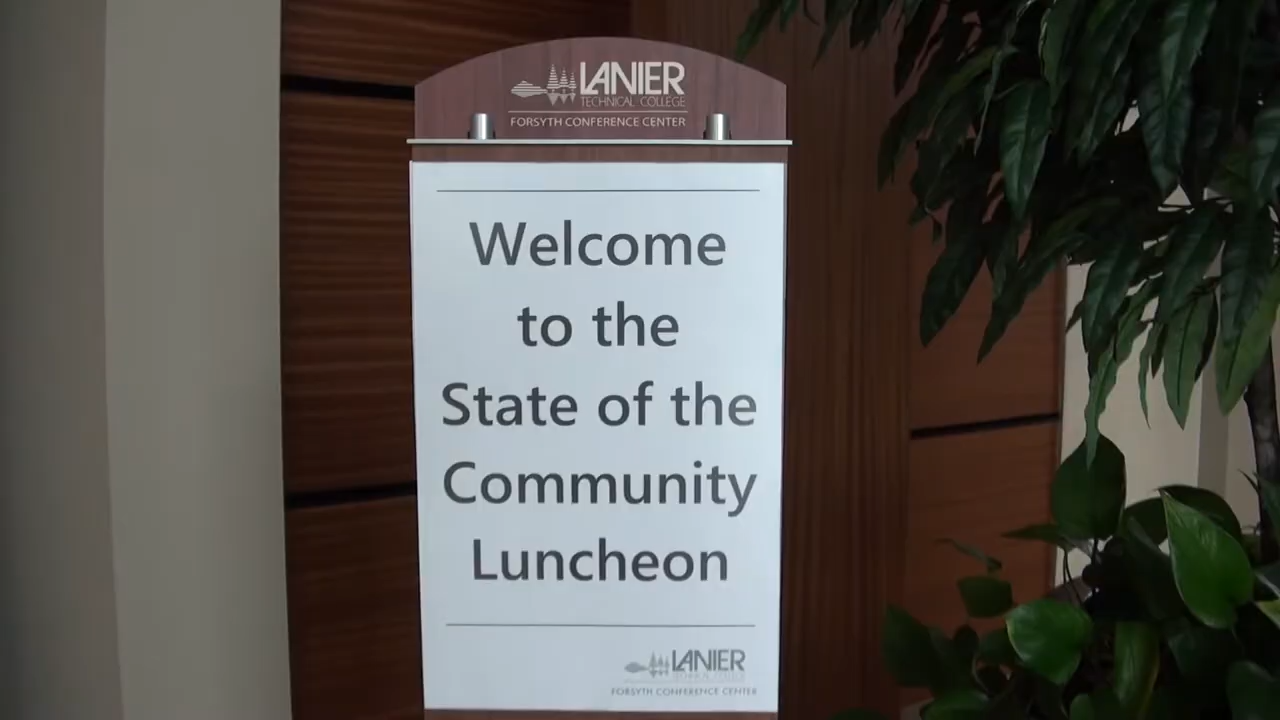 LANIER
TECHNICAL COLLEGE
FORSYTH CONFERENCE CENTER
Welcome
to the
State of the
Community
Luncheon
LANIER
TECHNICAL COLLEGE
FORSYTH CONFERENCE CENTER